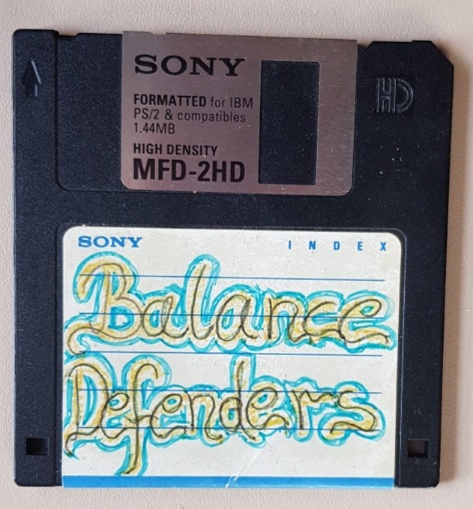 SONY
FORMATTED for IBM
PS/2 & compatibles
1.44MB
HIGH DENSITY
MFD-2HD
HD
SONY INDEX
Balance
Defenders